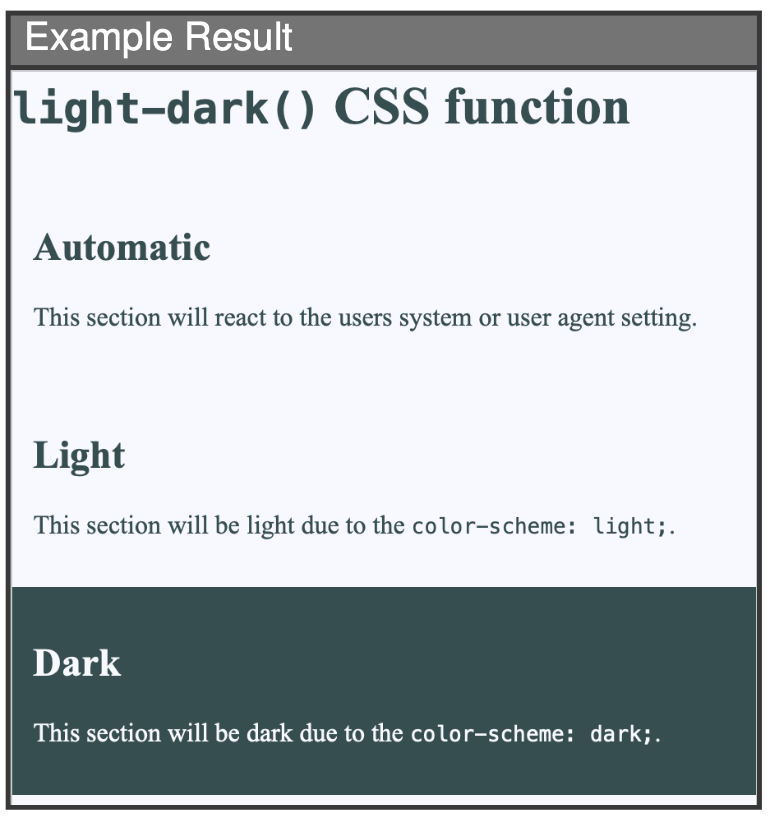 Example Result
light-dark() CSS function
Automatic
This section will react to the users system or user agent setting.
Light
This section will be light due to the color-scheme: light;.
Dark
This section will be dark due to the color-scheme: dark;.